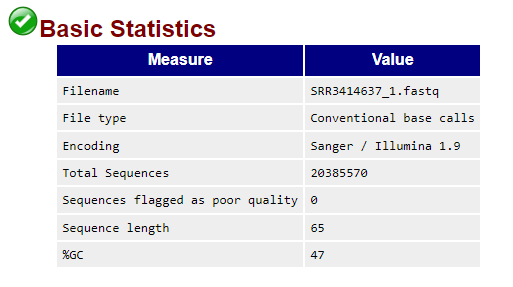 Basic Statistics
Measure Value
Filename SRR3414637_1.fastq
File type Conventional base calls
Encoding Sanger / Illumina 1.9
Total Sequences 20385570
Sequences flagged as poor quality 0
Sequence length 65
%GC 47